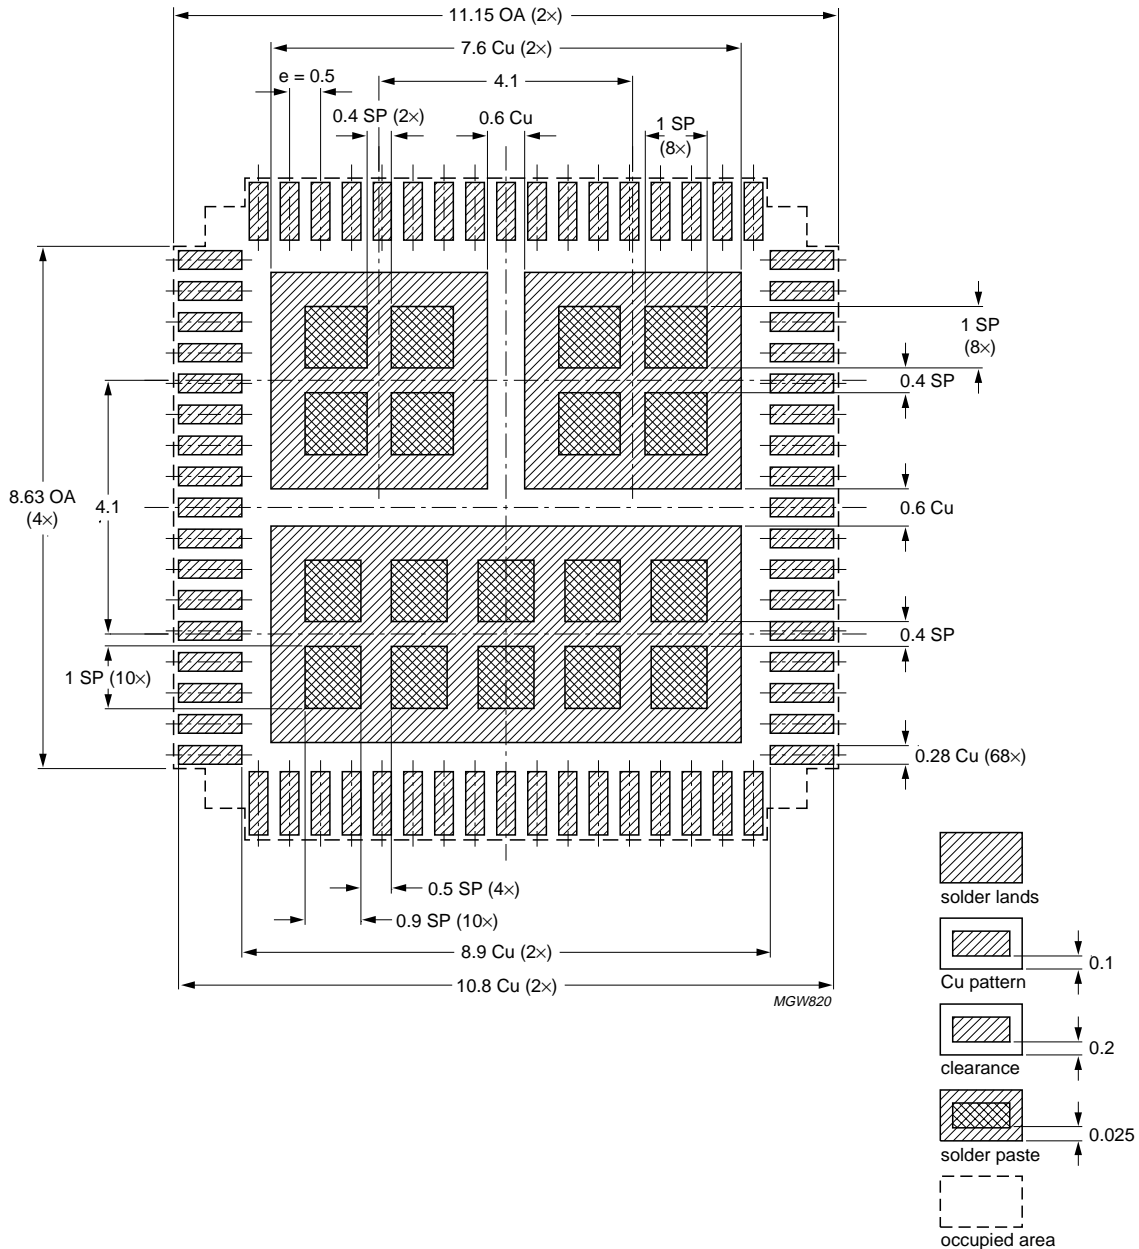 11.15 OA (2×)
7.6 Cu (2×)
e = 0.5
4.1
0.4 SP (2×)
0.6 Cu
1 SP
(8×)
1 SP
(8×)
0.4 SP
8.63 OA
(4×)
4.1
0.6 Cu
0.4 SP
1 SP (10×)
0.28 Cu (68×)
0.5 SP (4×)
0.9 SP (10×)
8.9 Cu (2×)
10.8 Cu (2×)
MGW820
solder lands
0.1
Cu pattern
0.2
clearance
0.025
solder paste
occupied area